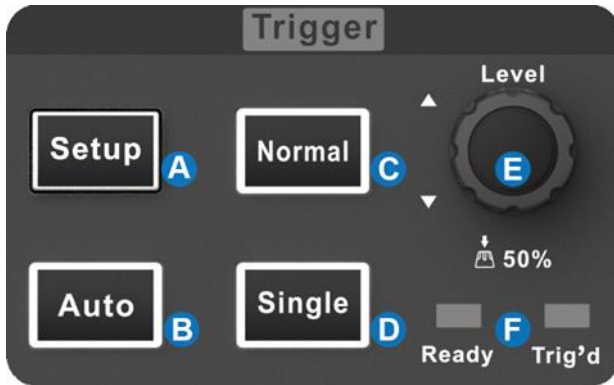 Trigger
Level
Setup
A
Normal
C
E
50%
Auto
B
Single
D
F
Ready
Trig'd